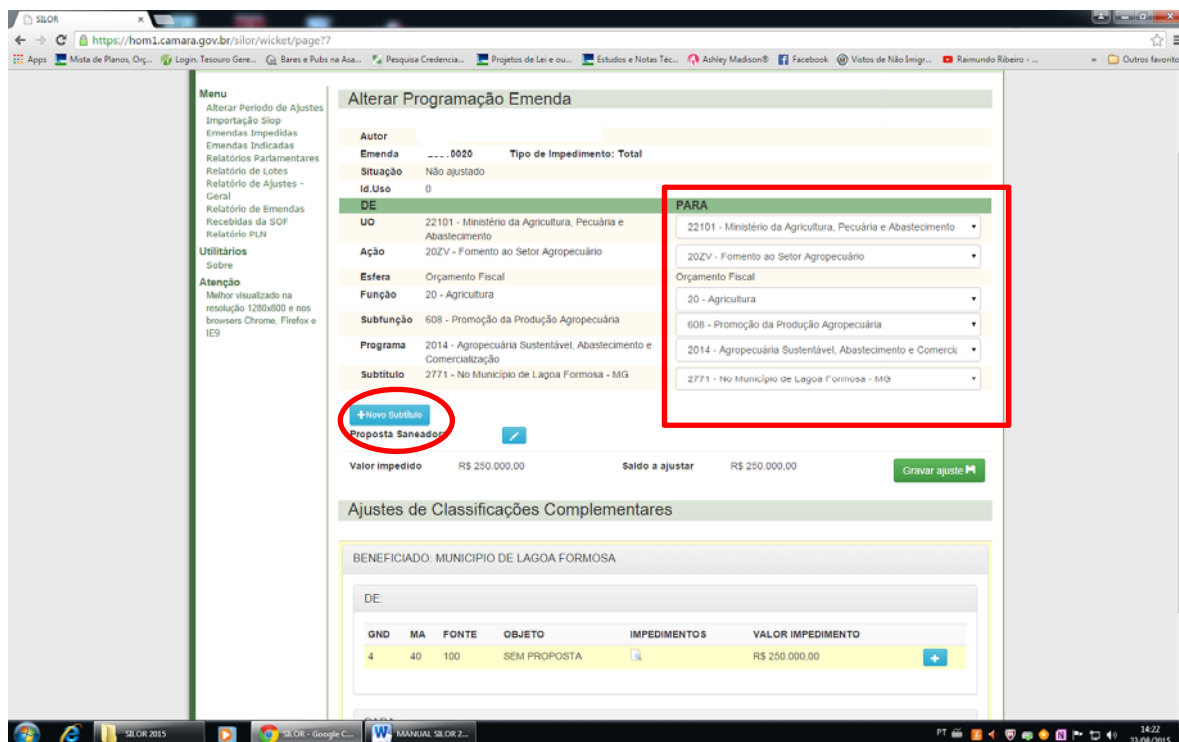 SILOR
https://hom1.camara.gov.br/silor/wicket/page?7
Apps
Mista de Planos, Orç...
Login. Tesouro Gere...
Bares e Pubs na Asa...
Pesquisa Credencia...
Projetos de Lei e ou...
Estudos e Notas Téc...
Ashley Madison®
Facebook
Vistos de Não Imigr...
Raimundo Ribeiro - ...
»
Outros favoritos
Menu
Alterar Período de Ajustes
Importação Siop
Emendas Impedidas
Emendas Indicadas
Relatórios Parlamentares
Relatório de Lotes
Relatório de Ajustes -
Geral
Relatório de Emendas
Recebidas da SOF
Relatório PLN
Utilitários
Sobre
Atenção
Melhor visualizado na
resolução 1280x800 e nos
browsers Chrome, Firefox e
IE9
Alterar Programação Emenda
Autor
Emenda 0020 Tipo de Impedimento: Total
Situação Não ajustado
Id.Uso 0
DE PARA
UO 22101 - Ministério da Agricultura, Pecuária e
Abastecimento
22101 - Ministério da Agricultura, Pecuária e Abastecimento
Ação 20ZV - Fomento ao Setor Agropecuário
20ZV - Fomento ao Setor Agropecuário
Esfera Orçamento Fiscal Orçamento Fiscal
Função 20 - Agricultura
20 - Agricultura
Subfunção 608 - Promoção da Produção Agropecuária
608 - Promoção da Produção Agropecuária
Programa 2014 - Agropecuária Sustentável, Abastecimento e
Comercialização
2014 - Agropecuária Sustentável, Abastecimento e Comercia
Subtítulo 2771 - No Município de Lagoa Formosa - MG
2771 - No Município de Lagoa Formosa - MG
+Novo Subtítulo
Proposta Saneadora
Valor impedido R$ 250.000,00 Saldo a ajustar R$ 250.000,00 Gravar ajuste
Ajustes de Classificações Complementares
BENEFICIADO: MUNICIPIO DE LAGOA FORMOSA
DE:
GND MA FONTE OBJETO IMPEDIMENTOS VALOR IMPEDIMENTO
4 40 100 SEM PROPOSTA R$ 250.000,00 +
SILOR 2015
SILOR - Google C...
MANUAL SILOR 2...
PT
14:22
23/08/2015